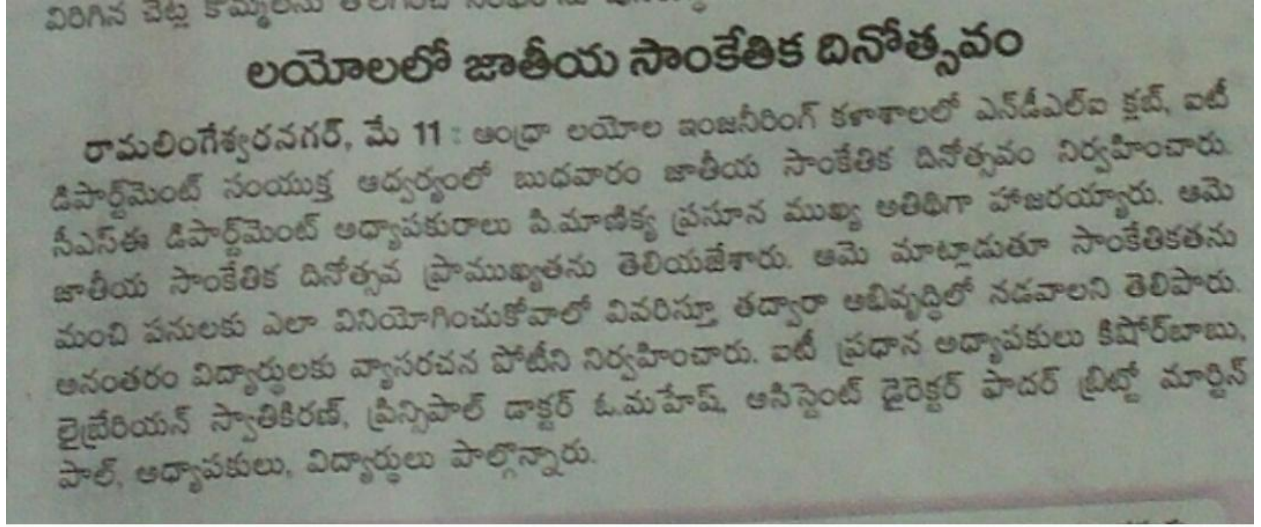 విరిగిన చెట్ల కొమ్మలను
లయోలలో జాతీయ సాంకేతిక దినోత్సవం
రామలింగేశ్వరనగర్, మే 11 : ఆంధ్రా లయోల ఇంజనీరింగ్ కళాశాలలో ఎన్‌డీఎల్‌ఐ క్లబ్, ఐటీ
డిపార్ట్‌మెంట్ సంయుక్త ఆధ్వర్యంలో బుధవారం జాతీయ సాంకేతిక దినోత్సవం నిర్వహించారు.
సీఎస్ఈ డిపార్ట్‌మెంట్ అధ్యాపకురాలు పి.మాణిక్య ప్రసూన ముఖ్య అతిథిగా హాజరయ్యారు. ఆమె
జాతీయ సాంకేతిక దినోత్సవ ప్రాముఖ్యతను తెలియజేశారు. ఆమె మాట్లాడుతూ సాంకేతికతను
మంచి పనులకు ఎలా వినియోగించుకోవాలో వివరిస్తూ తద్వారా అభివృద్ధిలో నడవాలని తెలిపారు.
అనంతరం విద్యార్థులకు వ్యాసరచన పోటీని నిర్వహించారు. ఐటీ ప్రధాన అధ్యాపకులు కిషోర్‌బాబు,
లైబ్రేరియన్ స్వాతికిరణ్, ప్రిన్సిపాల్ డాక్టర్ ఓ.మహేష్, అసిస్టెంట్ డైరెక్టర్ ఫాదర్ బ్రిట్టో మార్టిన్
పాల్, అధ్యాపకులు, విద్యార్థులు పాల్గొన్నారు.